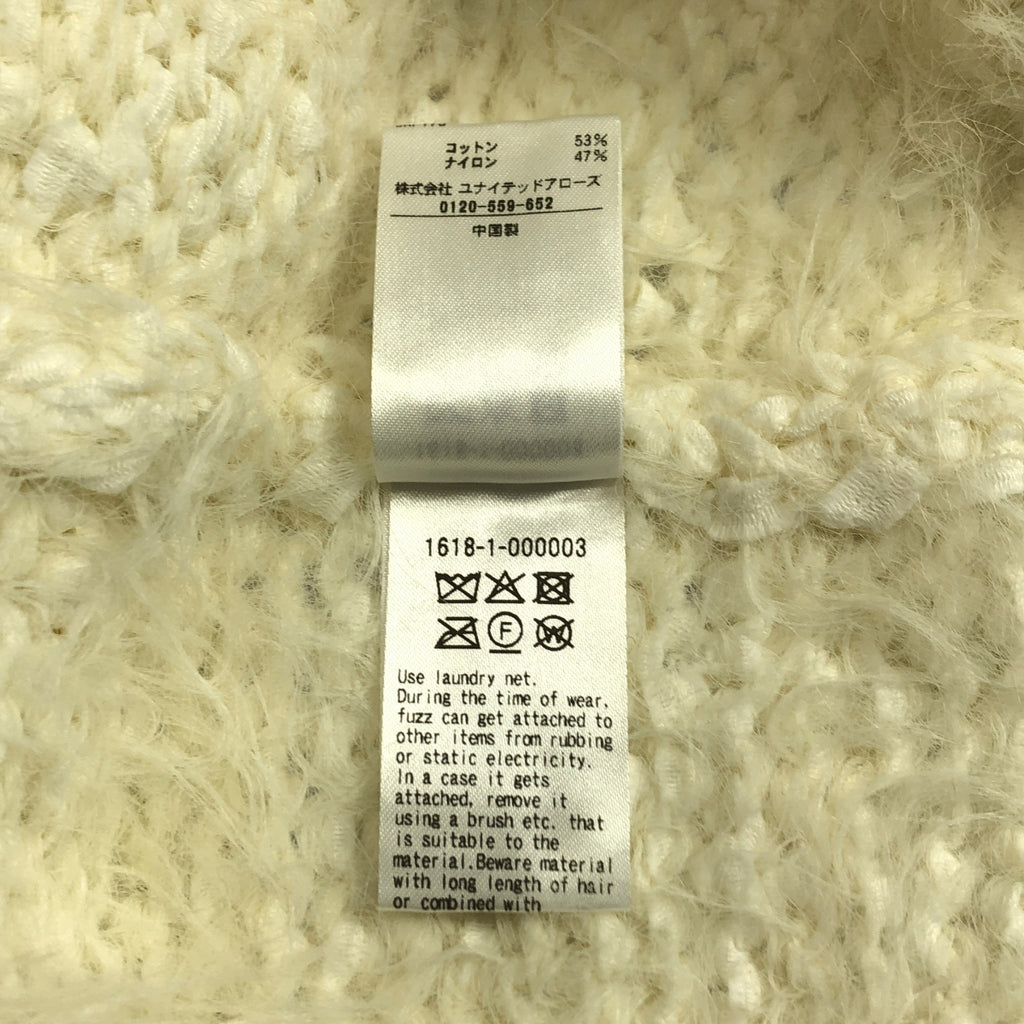 コットン 53%
ナイロン 47%
株式会社 ユナイテッドアローズ
0120-559-652
中国製
1618-1-000003
F
W
Use laundry net.
During the time of wear,
fuzz can get attached to
other items from rubbing
or static electricity.
In a case it gets
attached, remove it
using a brush etc. that
is suitable to the
material.Beware material
with long length of hair
or combined with